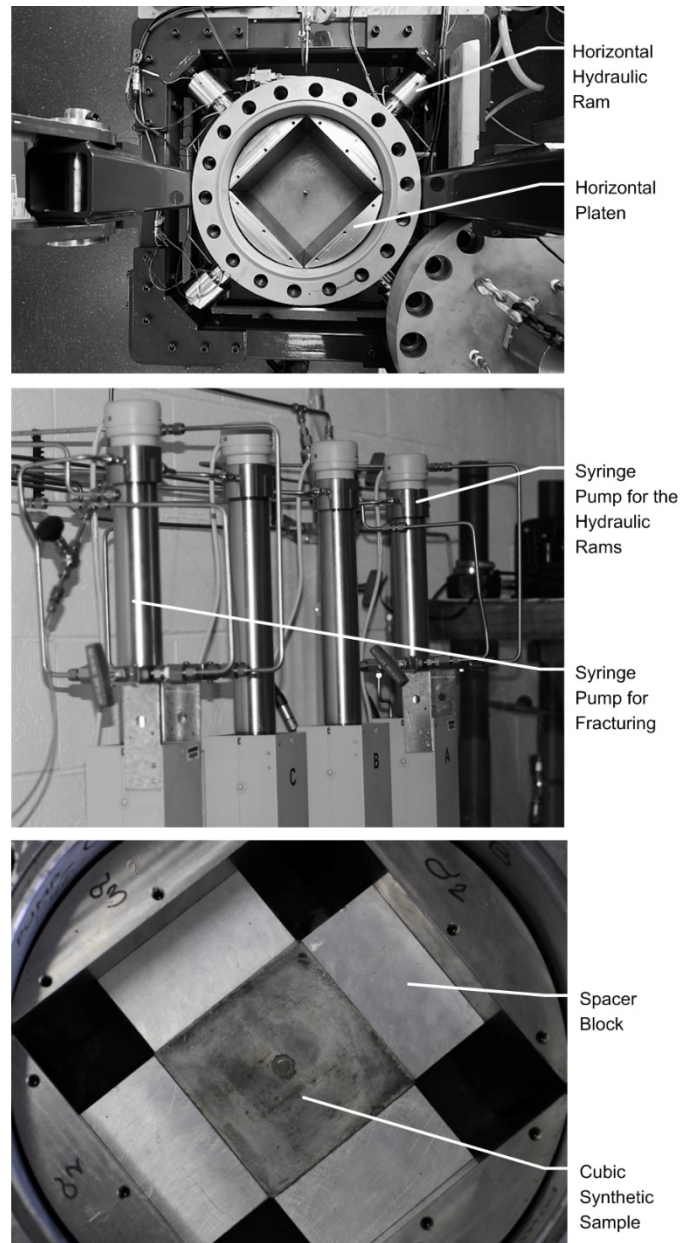 Horizontal
Hydraulic
Ram
Horizontal
Platen
Syringe
Pump for the
Hydraulic
Rams
Syringe
Pump for
Fracturing
C
B
A
Spacer
Block
Cubic
Synthetic
Sample